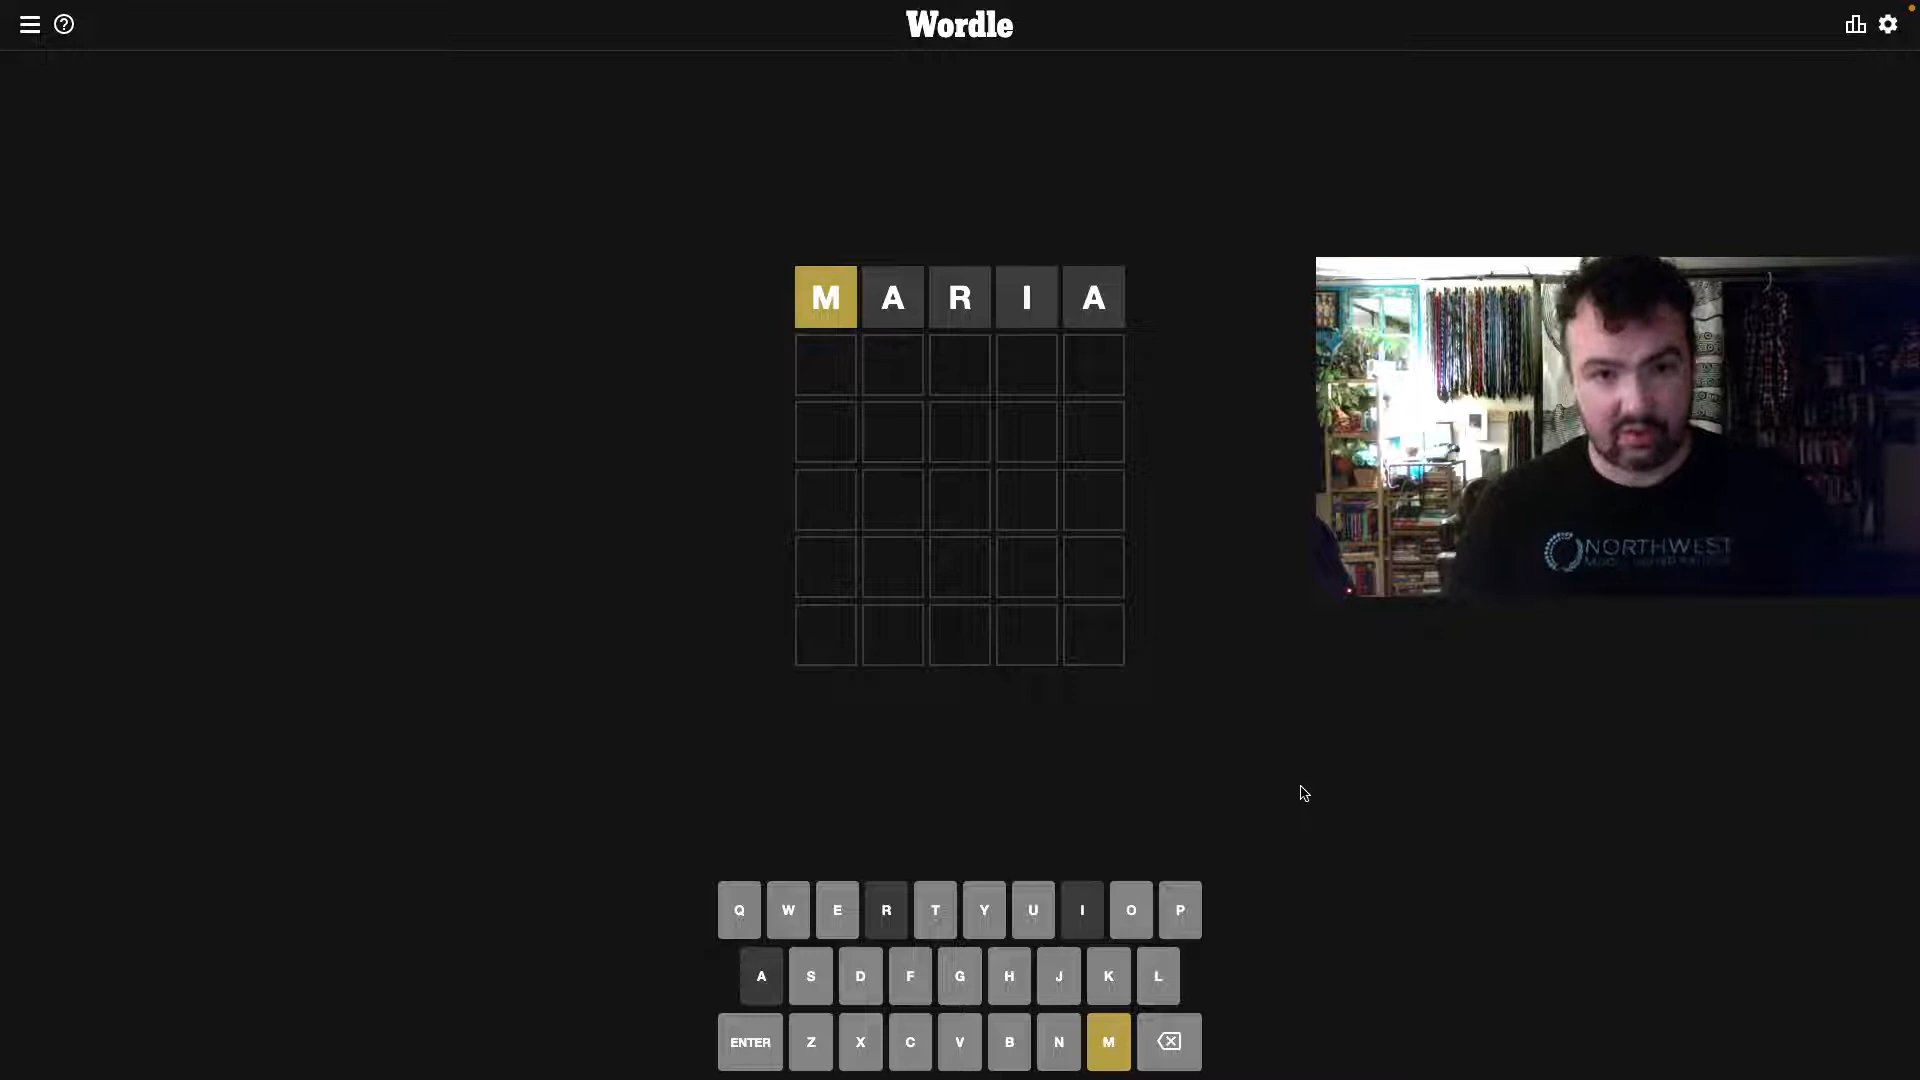 Wordle
M A R I A
NORTHWEST
Q W E R T Y U I O P
A S D F G H J K L
ENTER Z X C V B N M